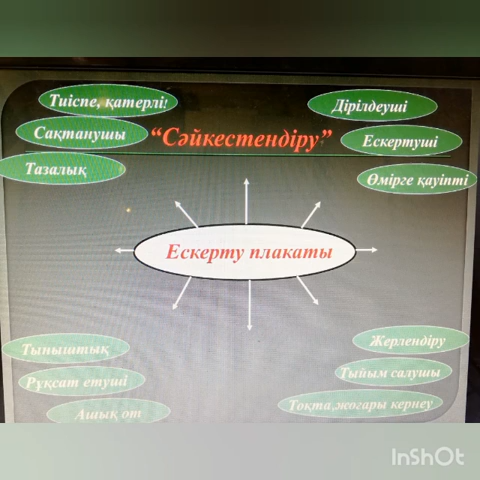 Тиіспе, қатерлі!
Дірілдеуші
Сақтанушы
“Сәйкестендіру”
Ескертуші
Тазалық
Өмірге қауіпті
Ескерту плакаты
Тыныштық
Жерлендіру
Рұқсат етуші
Тыйым салушы
Ашық от
Тоқта,жоғары кернеу
InShOt